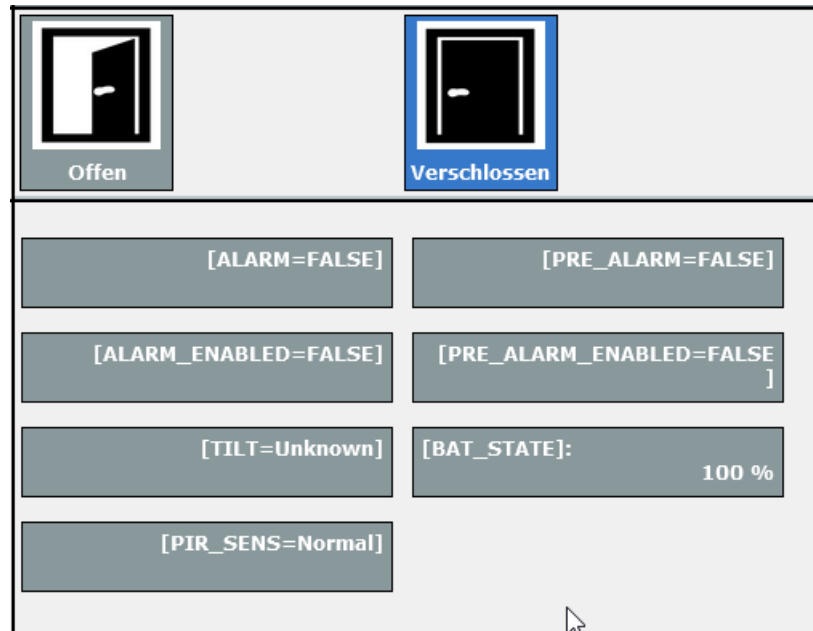 Offen
Verschlossen
[ALARM=FALSE]
[PRE_ALARM=FALSE]
[ALARM_ENABLED=FALSE]
[PRE_ALARM_ENABLED=FALSE
]
[TILT=Unknown]
[BAT_STATE]:
100 %
[PIR_SENS=Normal]